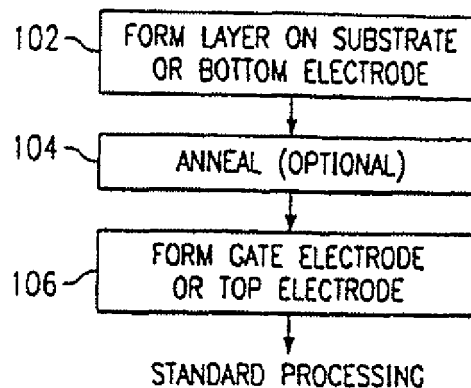 102
FORM LAYER ON SUBSTRATE
OR BOTTOM ELECTRODE
104
ANNEAL (OPTIONAL)
106
FORM GATE ELECTRODE
OR TOP ELECTRODE
STANDARD PROCESSING